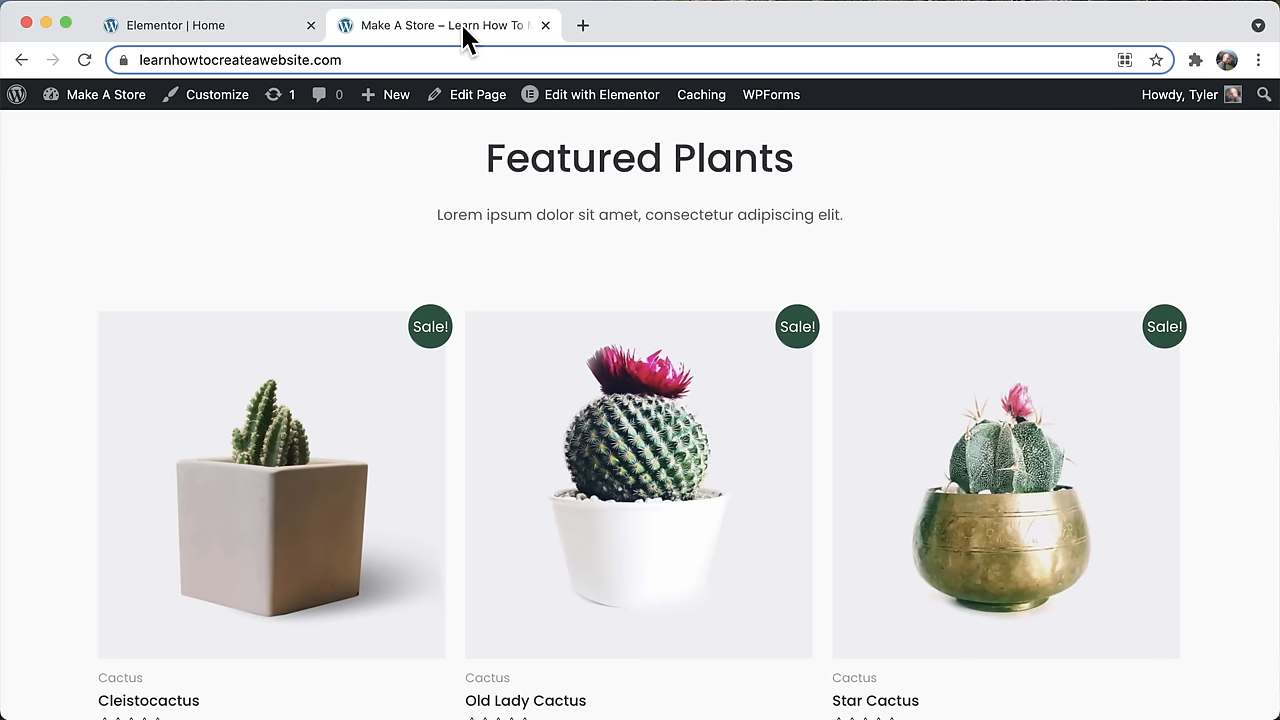 Elementor | Home
Make A Store – Learn How To
learnhowtocreateawebsite.com
Make A Store Customize 1 0 New Edit Page Edit with Elementor Caching WPForms Howdy, Tyler
Featured Plants
Lorem ipsum dolor sit amet, consectetur adipiscing elit.
Sale! Sale! Sale!
Cactus Cactus Cactus
Cleistocactus Old Lady Cactus Star Cactus